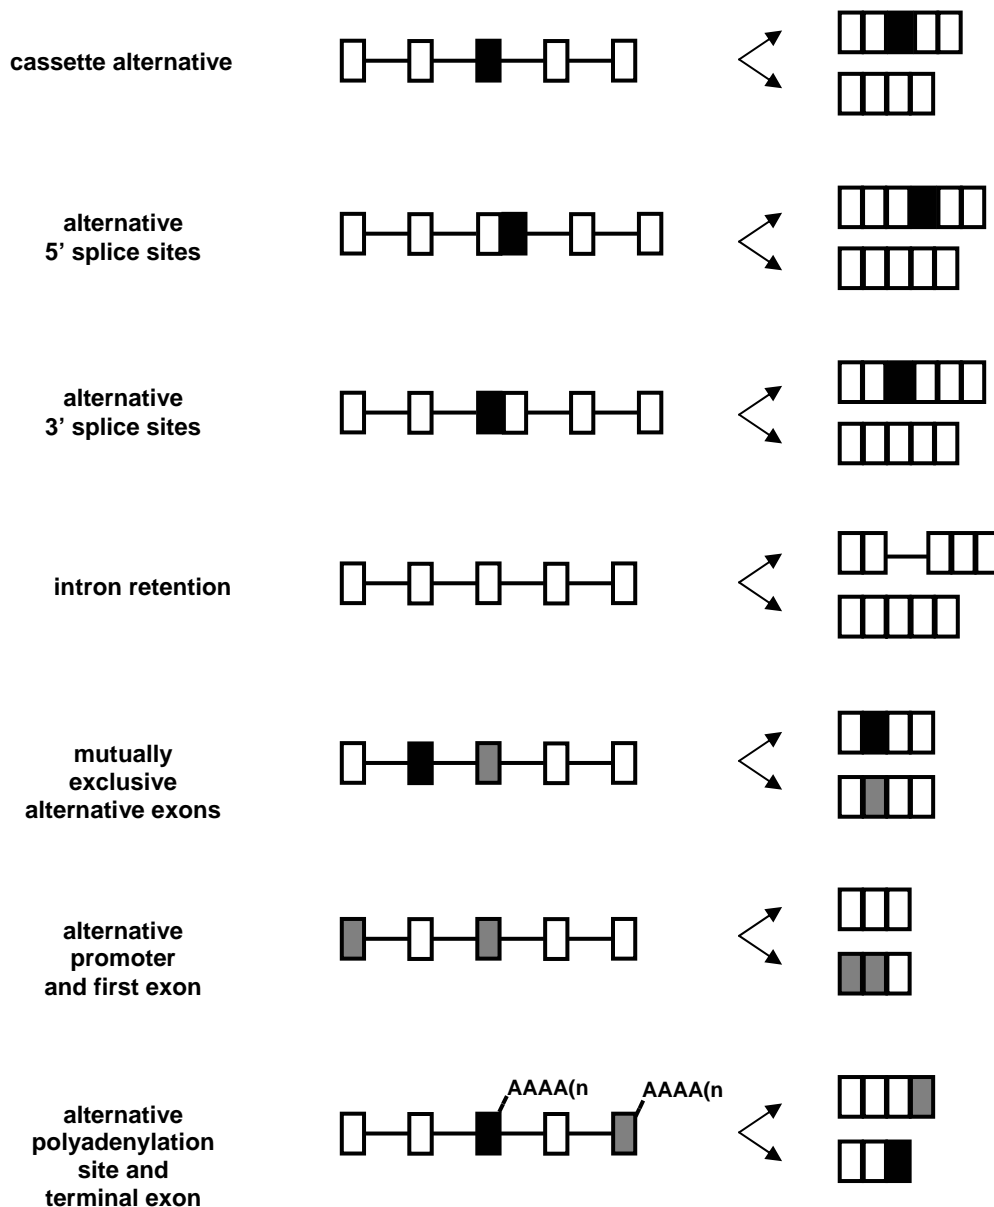 cassette alternative
alternative
5’ splice sites
alternative
3’ splice sites
intron retention
mutually
exclusive
alternative exons
alternative
promoter
and first exon
AAAA(n
AAAA(n
alternative
polyadenylation
site and
terminal exon